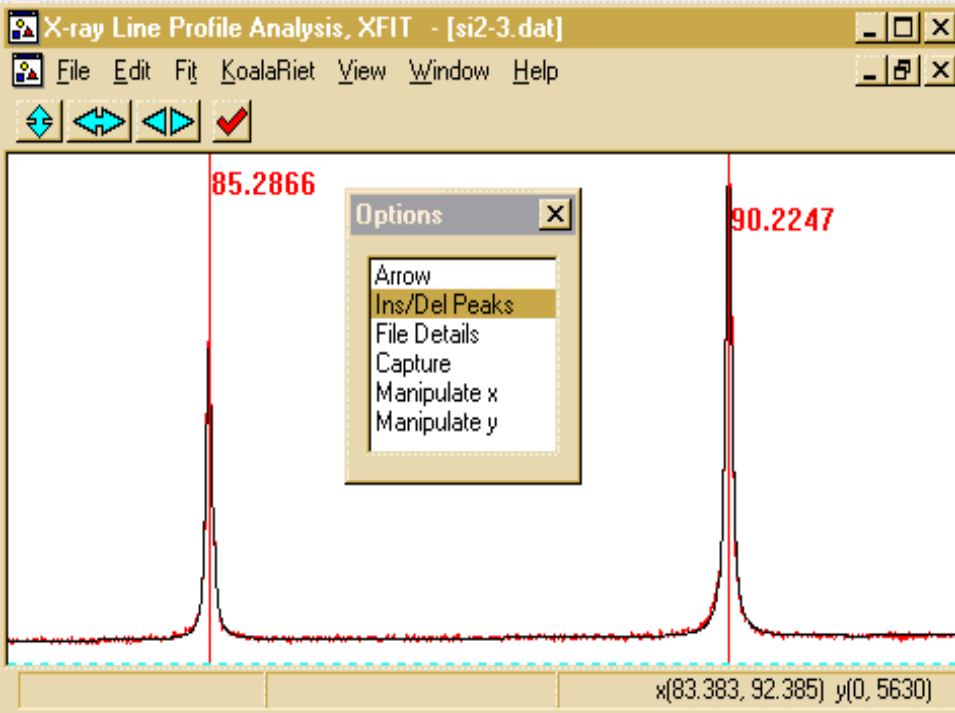 X-ray Line Profile Analysis, XFIT - [si2-3.dat]
File Edit Fit KoalaRiet View Window Help
85.2866
90.2247
Options
Arrow
Ins/Del Peaks
File Details
Capture
Manipulate x
Manipulate y
x(83.383, 92.385) y(0, 5630)